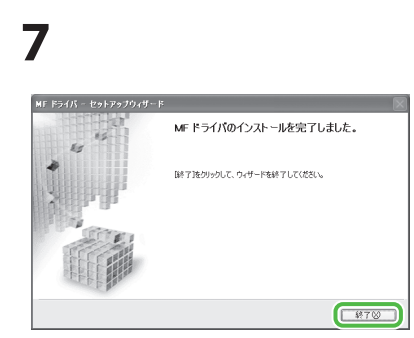 7
MF ドライバ - セットアップウィザード
MF ドライバのインストールを完了しました。
[終了]をクリックして、ウィザードを終了してください。
終了(X)